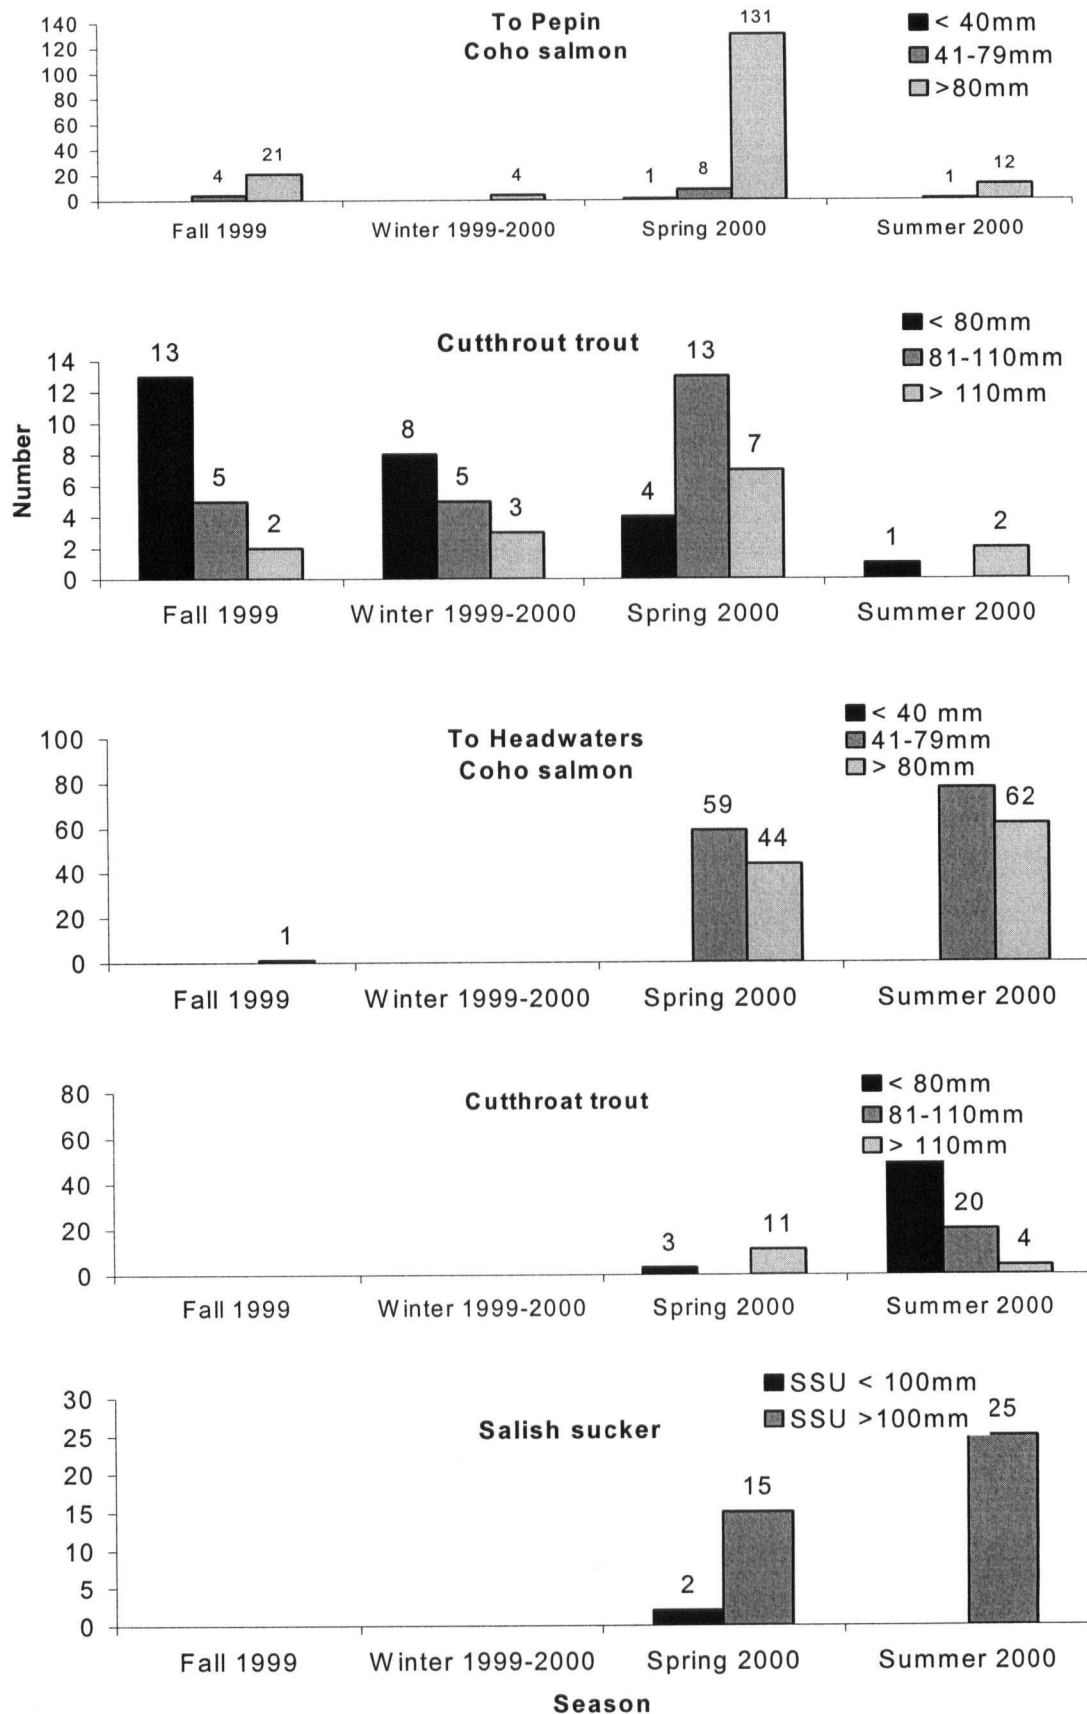 To Pepin
Coho salmon
< 40mm
41-79mm
>80mm
140
120
100
80
60
40
20
0
4
21
4
1
8
131
1
12
Fall 1999
Winter 1999-2000
Spring 2000
Summer 2000
Cutthrout trout
< 80mm
81-110mm
> 110mm
Number
14
12
10
8
6
4
2
0
13
5
2
8
5
3
4
13
7
1
2
Fall 1999
Winter 1999-2000
Spring 2000
Summer 2000
To Headwaters
Coho salmon
< 40 mm
41-79mm
> 80mm
100
80
60
40
20
0
1
59
44
62
Fall 1999
Winter 1999-2000
Spring 2000
Summer 2000
Cutthroat trout
< 80mm
81-110mm
> 110mm
80
60
40
20
0
3
11
20
4
Fall 1999
Winter 1999-2000
Spring 2000
Summer 2000
Salish sucker
SSU < 100mm
SSU >100mm
30
25
20
15
10
5
0
2
15
25
Fall 1999
Winter 1999-2000
Spring 2000
Summer 2000
Season